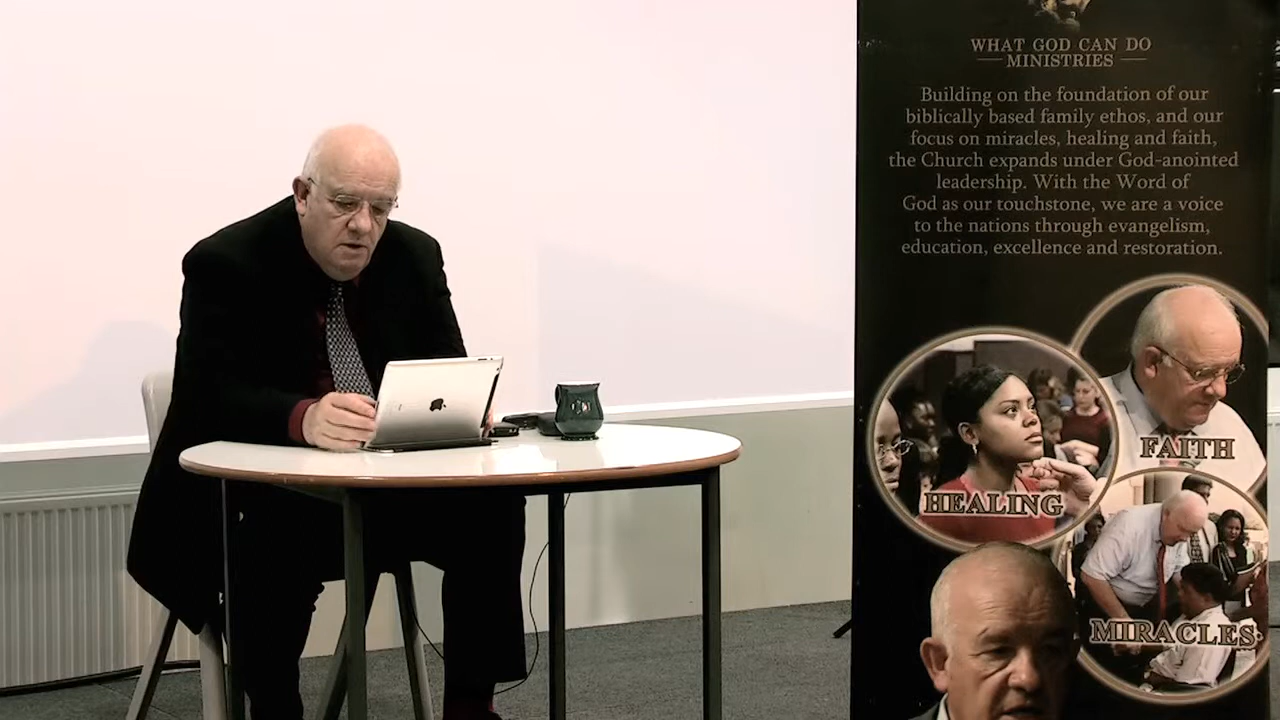 WHAT GOD CAN DO
MINISTRIES
Building on the foundation of our
biblically based family ethos, and our
focus on miracles, healing and faith,
the Church expands under God-anointed
leadership. With the Word of
God as our touchstone, we are a voice
to the nations through evangelism,
education, excellence and restoration.
FAITH
HEALING
MIRACLES